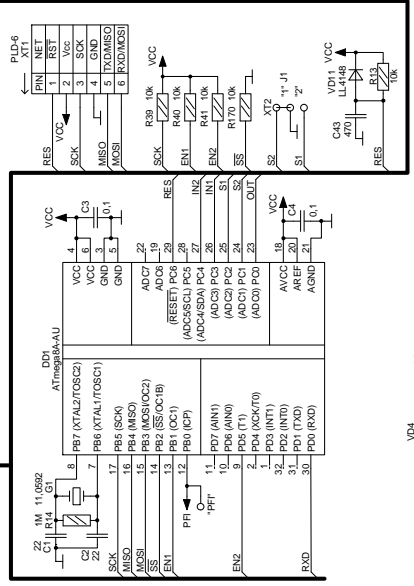 PLD-6
XT1
PIN NET
1 RST
2 Vcc
3 SCK
4 GND
5 TXD/MISO
6 RXD/MOSI
RES
VCC
SCK
MISO
MOSI
VCC
R39 10k
R40 10k
R41 10k
R170 10k
SCK
EN1
EN2
SS
XT2
"1" J1
"2"
S2
S1
VCC
VD11
LL4148
C43
470
R13
10k
RES
DD1
ATmega8A-AU
VCC
C3
0,1
4 VCC
6 VCC
3 GND
5 GND
ADC7 22
ADC6 19
(RESET) PC6 29 RES
(ADC5/SCL) PC5 28
(ADC4/SDA) PC4 27 IN2
(ADC3) PC3 26 IN1
(ADC2) PC2 25 S1
(ADC1) PC1 24 S2
(ADC0) PC0 23 OUT
VCC
C4
0,1
AVCC 18
AREF 20
AGND 21
8 PB7 (XTAL2/TOSC2)
7 PB6 (XTAL1/TOSC1)
SCK 17 PB5 (SCK)
MISO 16 PB4 (MISO)
MOSI 15 PB3 (MOSI/OC2)
SS 14 PB2 (SS/OC1B)
EN1 13 PB1 (OC1)
12 PB0 (ICP)
PFI
"PFI"
11 PD7 (AIN1)
10 PD6 (AIN0)
EN2 9 PD5 (T1)
2 PD4 (XCK/T0)
1 PD3 (INT1)
32 PD2 (INT0)
31 PD1 (TXD)
RXD 30 PD0 (RXD)
1M 11,0592
R14 G1
22
C1
C2
22
VD4